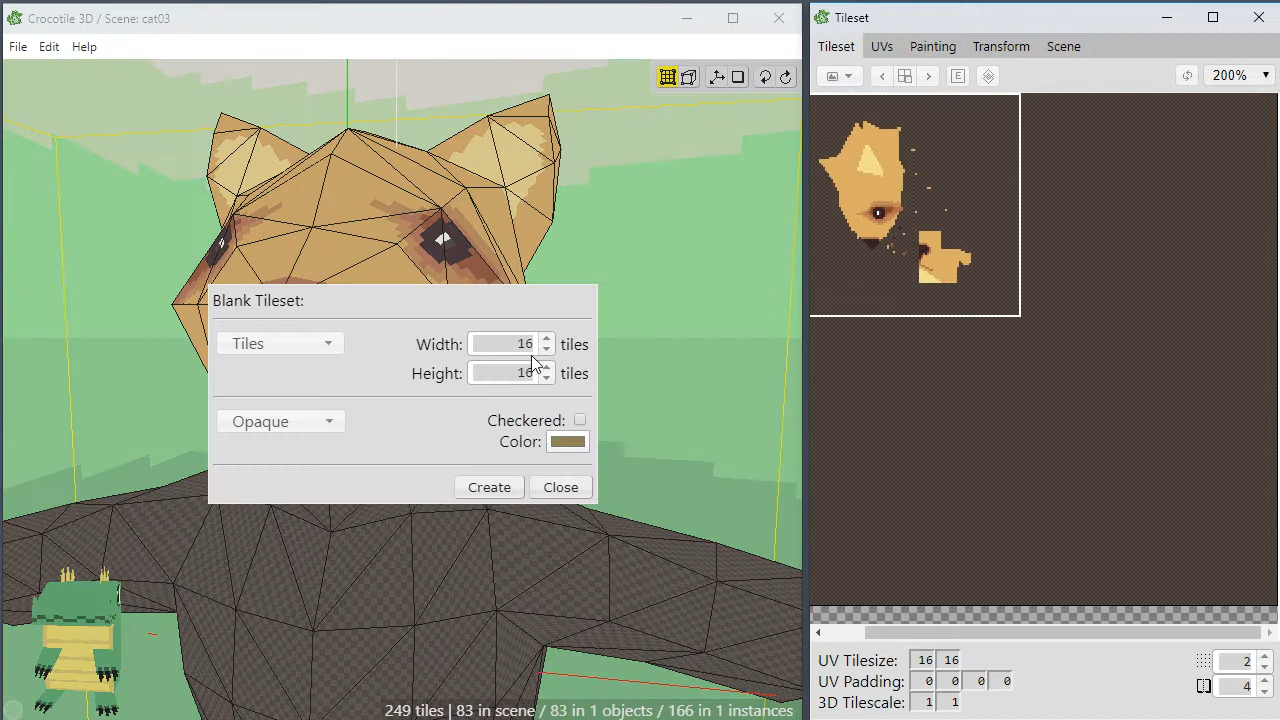 Crocotile 3D / Scene: cat03
File Edit Help
Blank Tileset:
Tiles
Width: 16 tiles
Height: 16 tiles
Opaque
Checkered:
Color:
Create Close
249 tiles | 83 in scene / 83 in 1 objects / 166 in 1 instances
Tileset
Tileset UVs Painting Transform Scene
E
200%
UV Tilesize: 16 16
UV Padding: 0 0 0 0
3D Tilescale: 1 1
2
4